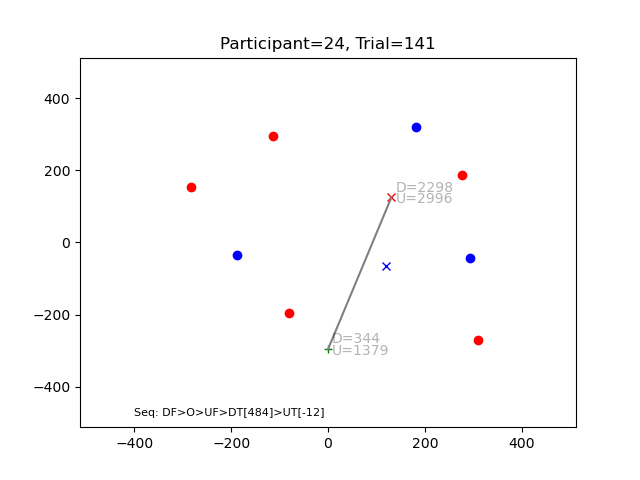 Participant=24, Trial=141
400
200
0
−200
−400
D=2298
U=2996
D=344
U=1379
Seq: DF>O>UF>DT[484]>UT[-12]
−400
−200
0
200
400